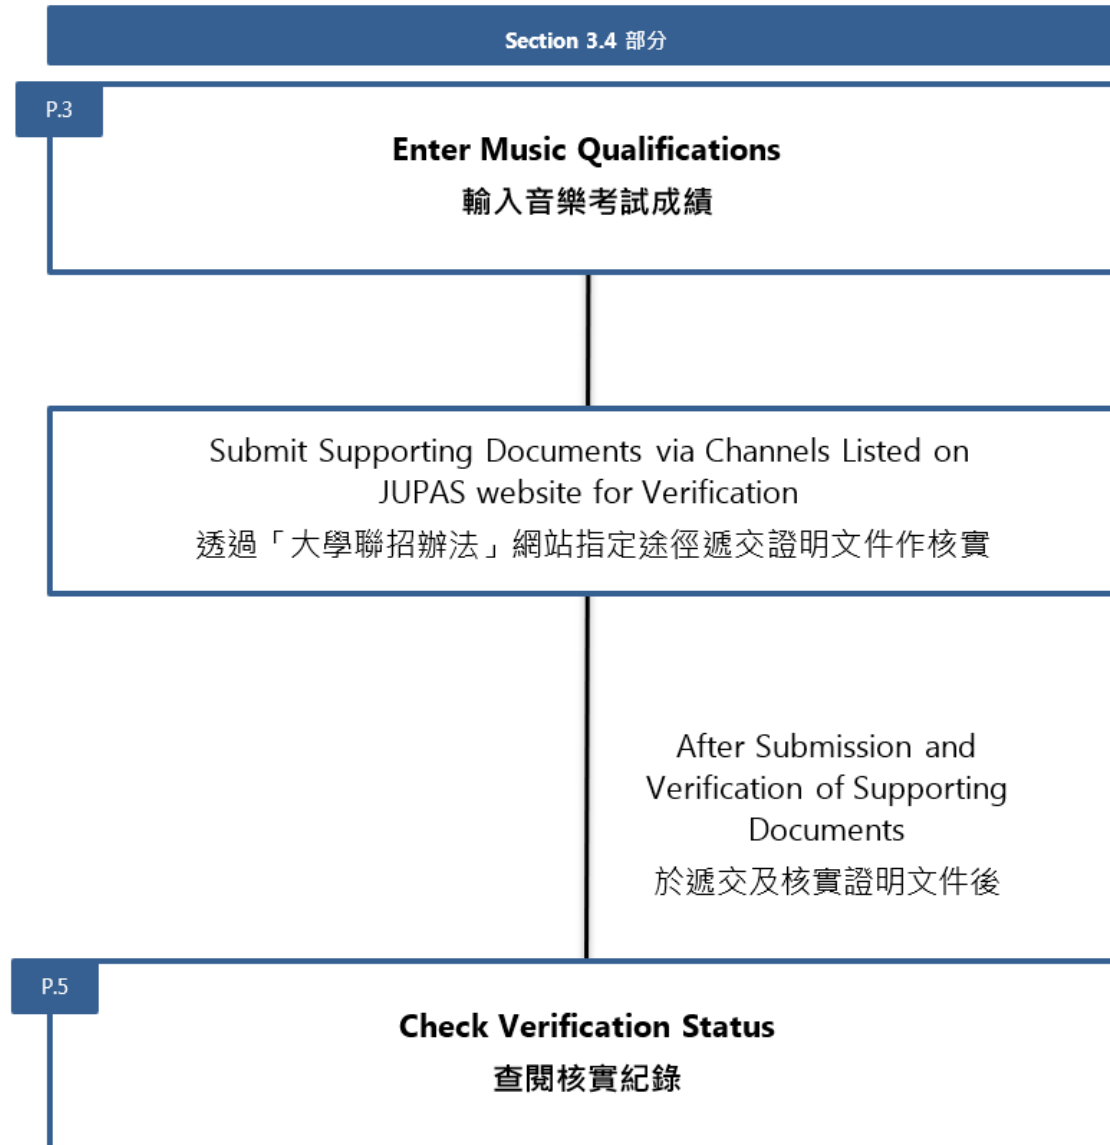 Section 3.4 部分
P.3
Enter Music Qualifications
輸入音樂考試成績
Submit Supporting Documents via Channels Listed on
JUPAS website for Verification
透過「大學聯招辦法」網站指定途徑遞交證明文件作核實
After Submission and
Verification of Supporting
Documents
於遞交及核實證明文件後
P.5
Check Verification Status
查閱核實紀錄